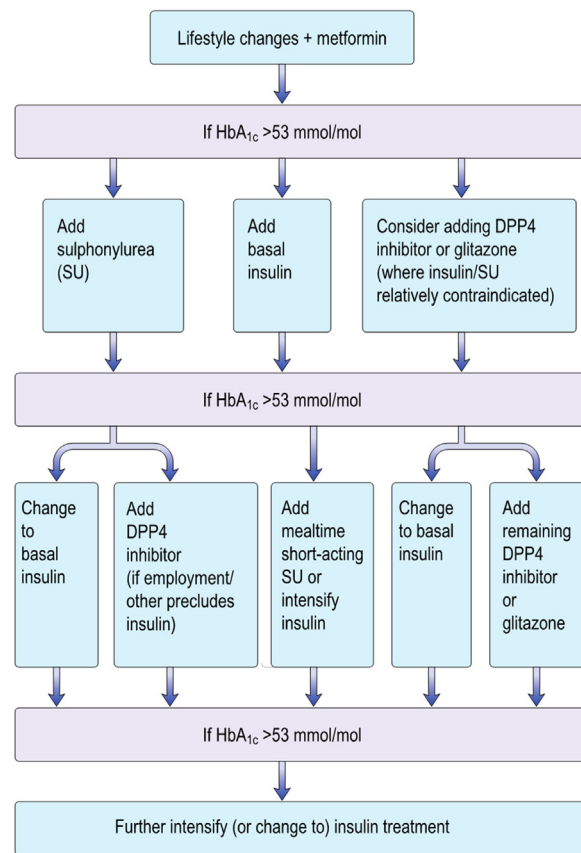 Lifestyle changes + metformin
If HbA1c >53 mmol/mol
Add
sulphonylurea
(SU)
Add
basal
insulin
Consider adding DPP4
inhibitor or glitazone
(where insulin/SU
relatively contraindicated)
If HbA1c >53 mmol/mol
Change
to
basal
insulin
Add
DPP4
inhibitor
(if employment/
other precludes
insulin)
Add
mealtime
short-acting
SU or
intensify
insulin
Change
to basal
insulin
Add
remaining
DPP4
inhibitor
or
glitazone
If HbA1c >53 mmol/mol
Further intensify (or change to) insulin treatment